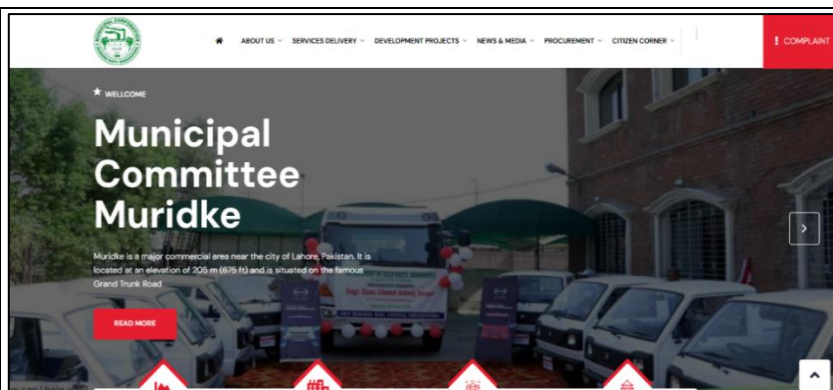 ABOUT US
SERVICES DELIVERY
DEVELOPMENT PROJECTS
NEWS & MEDIA
PROCUREMENT
CITIZEN CORNER
! COMPLAINT
WELLCOME
Municipal
Committee
Muridke
Muridke is a major commercial area near the city of Lahore, Pakistan. It is
located at an elevation of 205 m (675 ft) and is situated on the famous
Grand Trunk Road
READ MORE